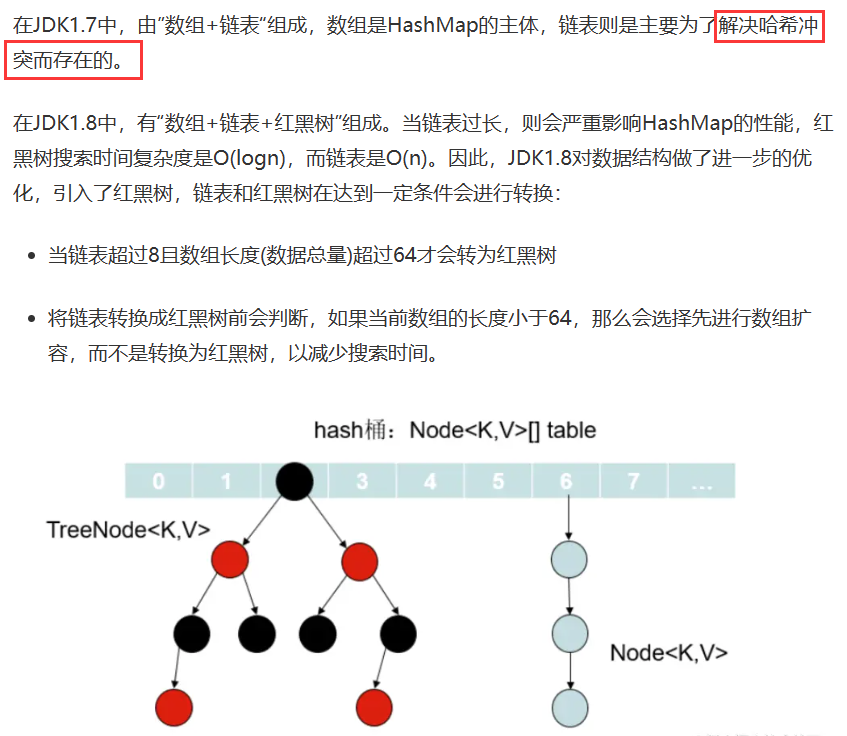 在JDK1.7中，由”数组+链表“组成，数组是HashMap的主体，链表则是主要为了解决哈希冲
突而存在的。
在JDK1.8中，有“数组+链表+红黑树”组成。当链表过长，则会严重影响HashMap的性能，红
黑树搜索时间复杂度是O(logn)，而链表是O(n)。因此，JDK1.8对数据结构做了进一步的优
化，引入了红黑树，链表和红黑树在达到一定条件会进行转换：
当链表超过8且数组长度(数据总量)超过64才会转为红黑树
将链表转换成红黑树前会判断，如果当前数组的长度小于64，那么会选择先进行数组扩
容，而不是转换为红黑树，以减少搜索时间。
hash桶：Node<K,V>[] table
0 1 3 4 5 6 7 ...
TreeNode<K,V>
Node<K,V>